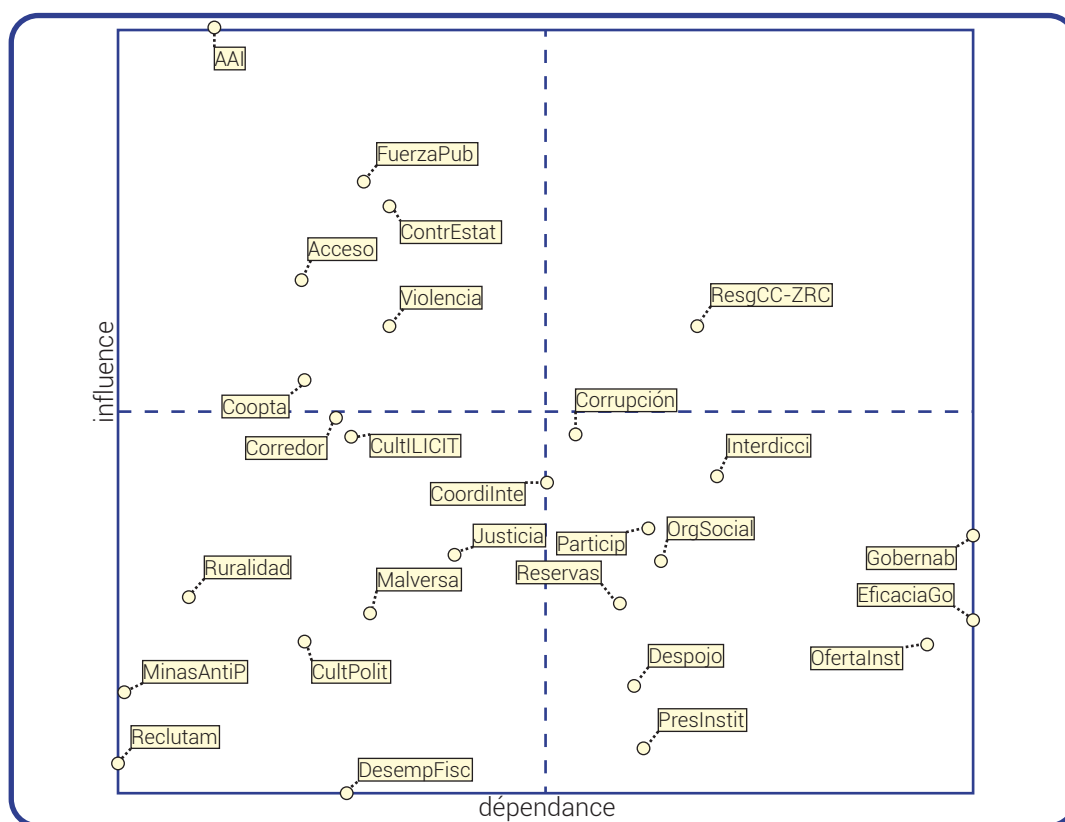 AAI
FuerzaPub
ContrEstat
Acceso
Violencia
ResgCC-ZRC
influence
Coopta
Corrupción
Corredor
CultILICIT
Interdicci
CoordiInte
Justicia
Particip
OrgSocial
Gobernab
Ruralidad
Malversa
Reservas
EficaciaGo
MinasAntiP
CultPolit
Despojo
OfertaInst
Reclutam
PresInstit
DesempFisc
dépendance